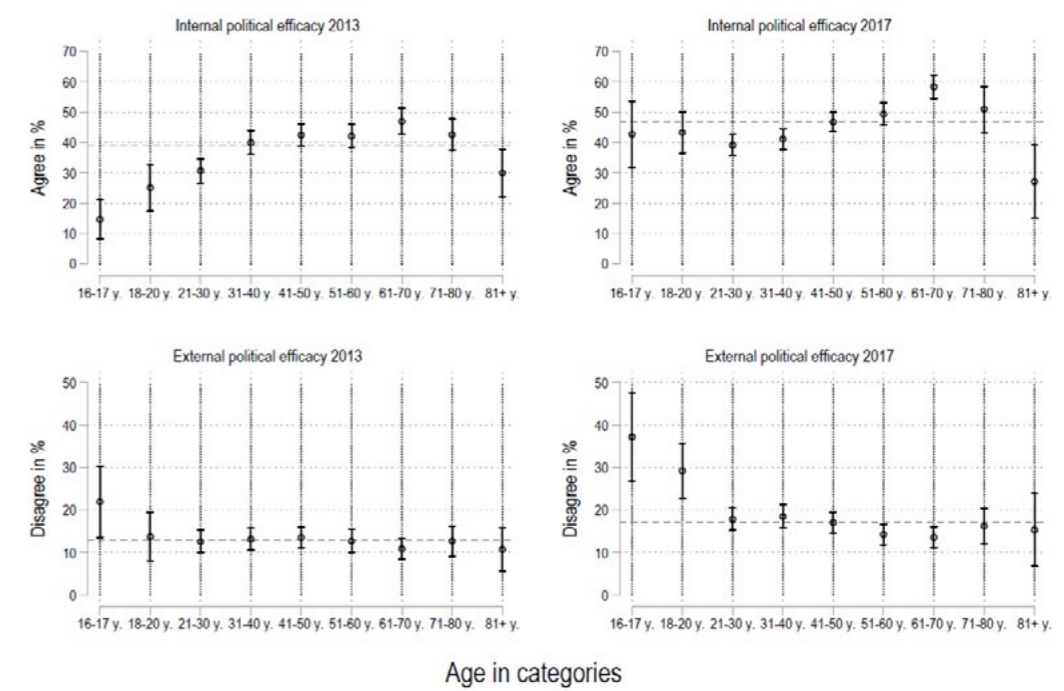 Internal political efficacy 2013
Agree in %
70
60
50
40
30
20
10
0
16-17 y. 18-20 y. 21-30 y. 31-40 y. 41-50 y. 51-60 y. 61-70 y. 71-80 y. 81+ y.
Internal political efficacy 2017
Agree in %
70
60
50
40
30
20
10
0
16-17 y. 18-20 y. 21-30 y. 31-40 y. 41-50 y. 51-60 y. 61-70 y. 71-80 y. 81+ y.
External political efficacy 2013
Disagree in %
50
40
30
20
10
0
16-17 y. 18-20 y. 21-30 y. 31-40 y. 41-50 y. 51-60 y. 61-70 y. 71-80 y. 81+ y.
External political efficacy 2017
Disagree in %
50
40
30
20
10
0
16-17 y. 18-20 y. 21-30 y. 31-40 y. 41-50 y. 51-60 y. 61-70 y. 71-80 y. 81+ y.
Age in categories